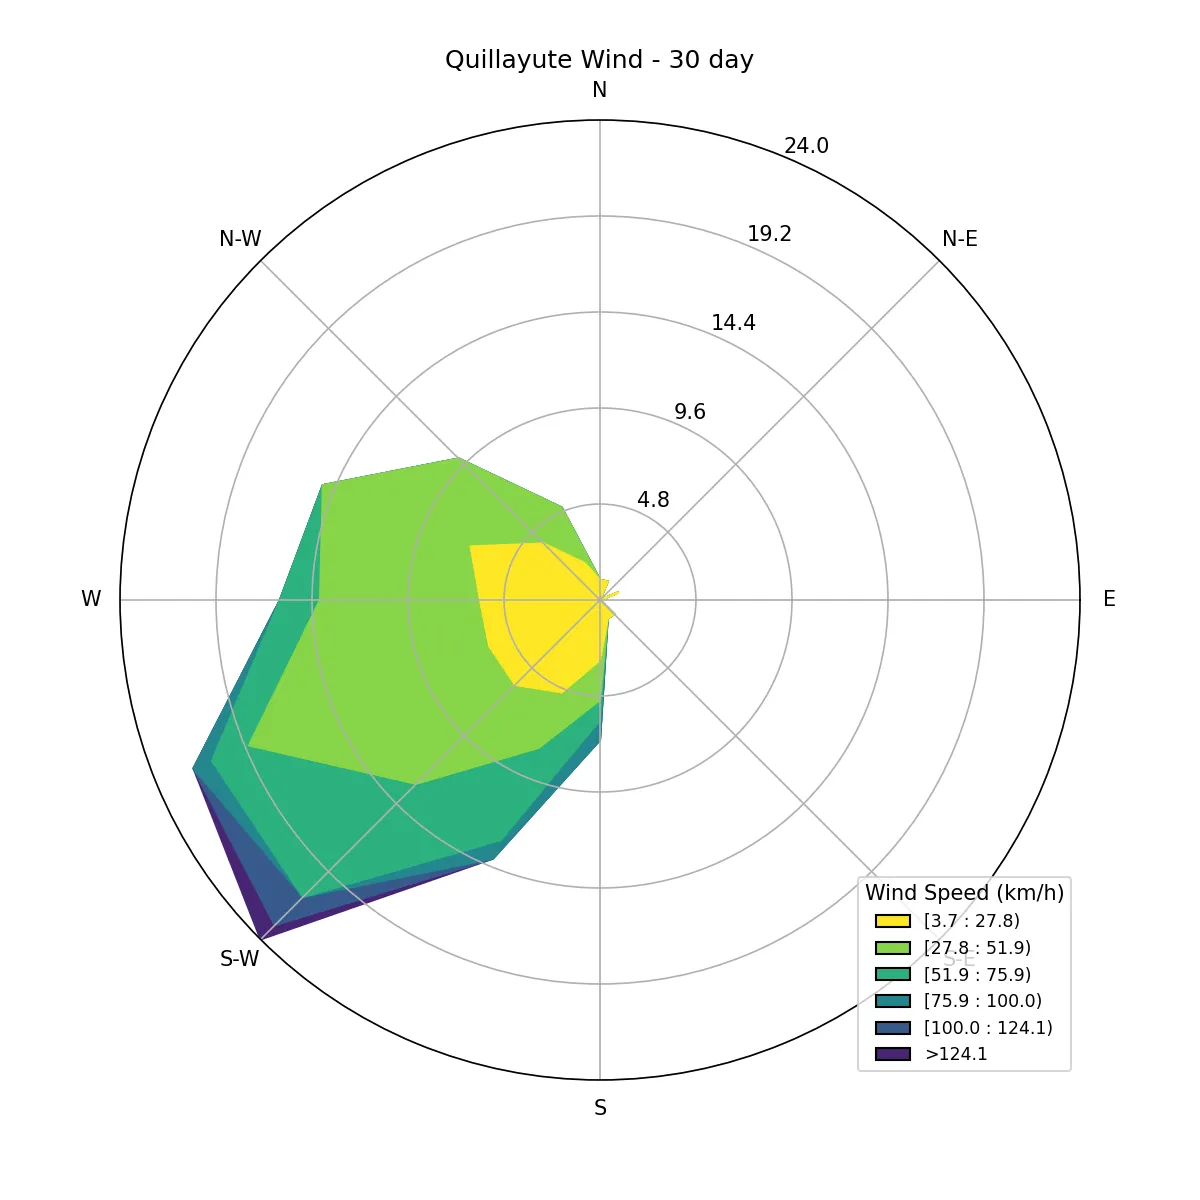 Quillayute Wind - 30 day
N
24.0
N-W
19.2
N-E
14.4
9.6
4.8
W
E
S-W
S-E
S
Wind Speed (km/h)
[3.7 : 27.8)
[27.8 : 51.9)
[51.9 : 75.9)
[75.9 : 100.0)
[100.0 : 124.1)
>124.1